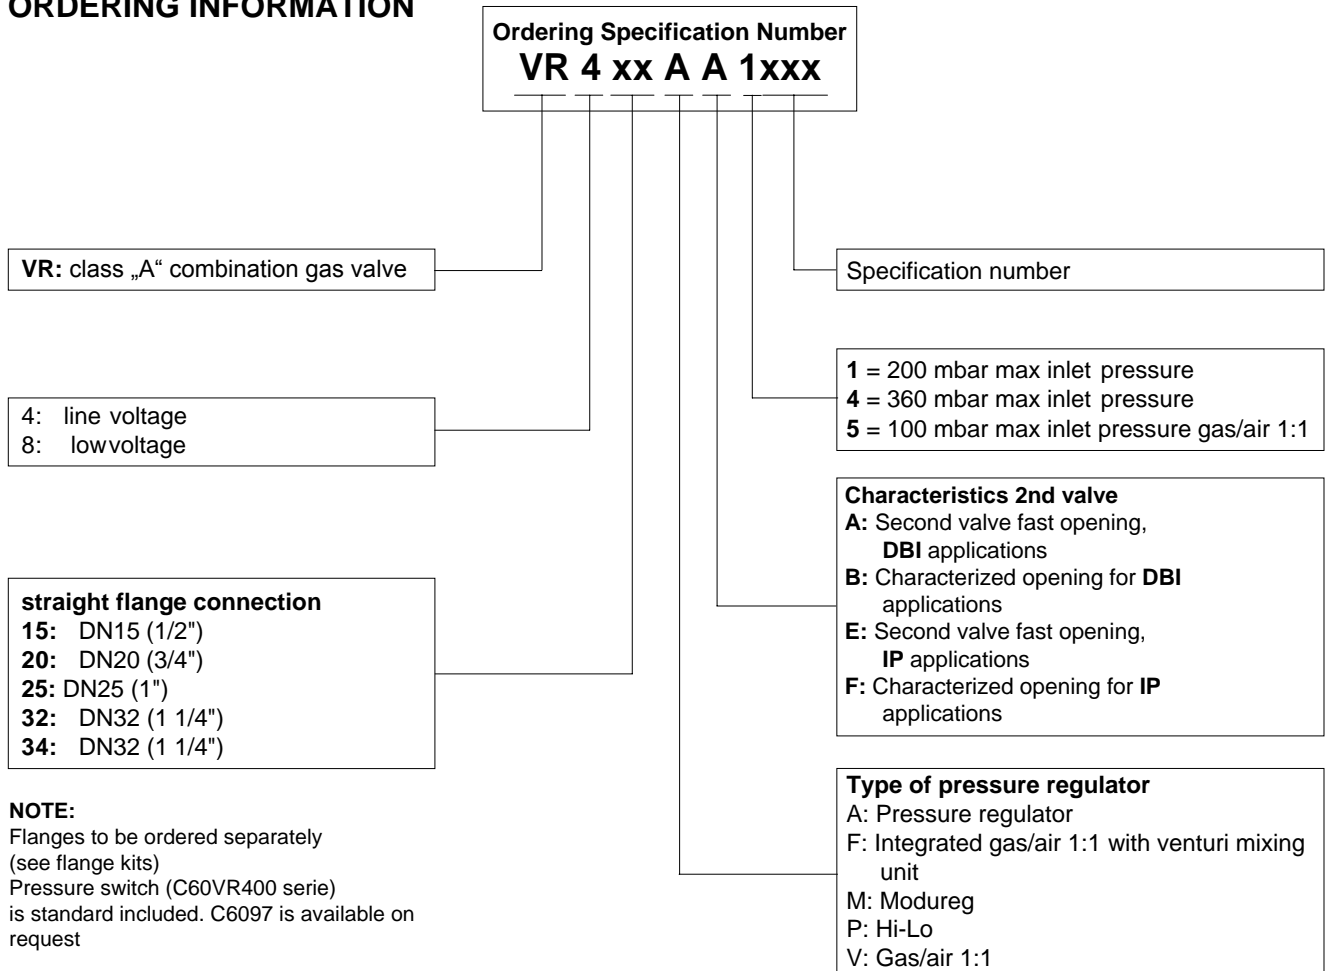 ORDERING INFORMATION
Ordering Specification Number
VR 4 xx A A 1xxx
VR: class „A“ combination gas valve
Specification number
4: line voltage
8: lowvoltage
1 = 200 mbar max inlet pressure
4 = 360 mbar max inlet pressure
5 = 100 mbar max inlet pressure gas/air 1:1
Characteristics 2nd valve
A: Second valve fast opening,
DBI applications
B: Characterized opening for DBI
applications
E: Second valve fast opening,
IP applications
F: Characterized opening for IP
applications
straight flange connection
15: DN15 (1/2")
20: DN20 (3/4")
25: DN25 (1")
32: DN32 (1 1/4")
34: DN32 (1 1/4")
Type of pressure regulator
A: Pressure regulator
F: Integrated gas/air 1:1 with venturi mixing
unit
M: Modureg
P: Hi-Lo
V: Gas/air 1:1
NOTE:
Flanges to be ordered separately
(see flange kits)
Pressure switch (C60VR400 serie)
is standard included. C6097 is available on
request